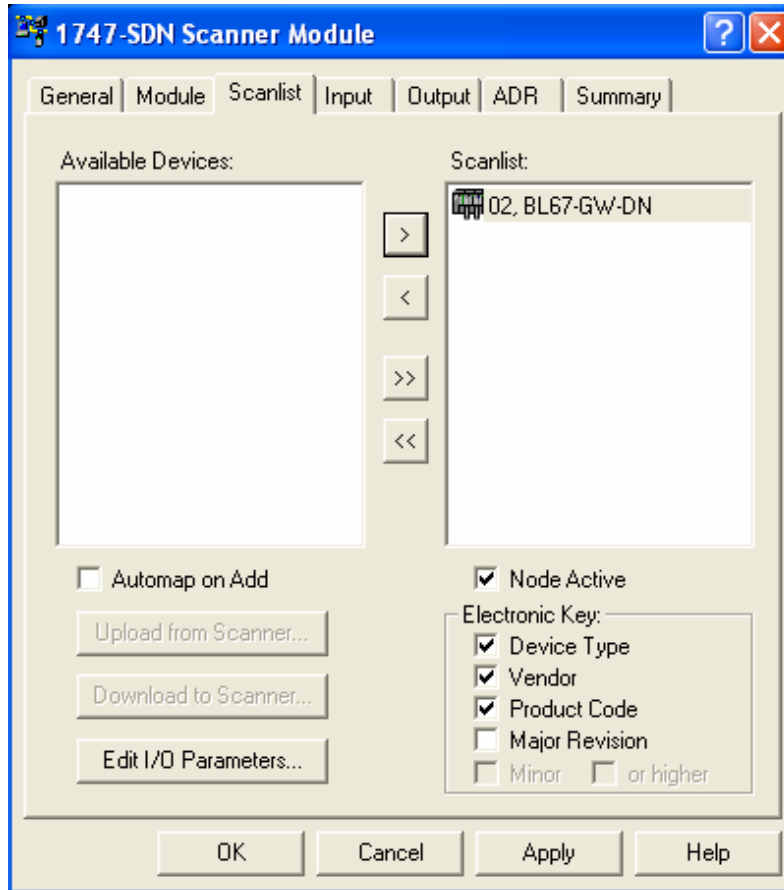 1747-SDN Scanner Module
?
General Module Scanlist Input Output ADR Summary
Available Devices:
Scanlist:
02, BL67-GW-DN
>
<
>>
<<
Automap on Add
Node Active
Upload from Scanner...
Electronic Key:
Device Type
Vendor
Download to Scanner...
Product Code
Major Revision
Edit I/O Parameters...
Minor or higher
OK Cancel Apply Help